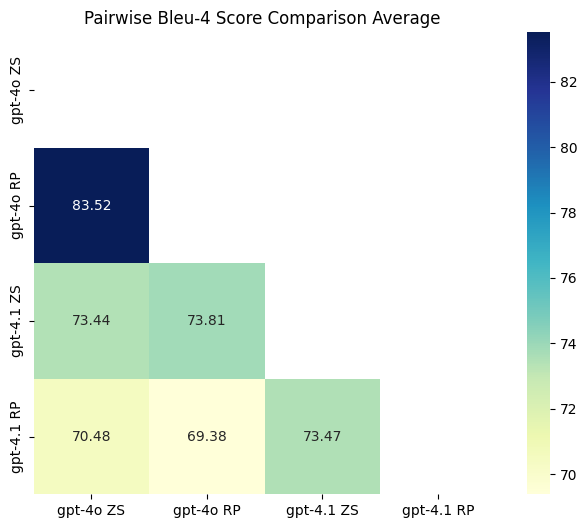 Pairwise Bleu-4 Score Comparison Average
gpt-4o ZS
gpt-4o RP
83.52
gpt-4.1 ZS
73.44 73.81
gpt-4.1 RP
70.48 69.38 73.47
gpt-4o ZS gpt-4o RP gpt-4.1 ZS gpt-4.1 RP
82
80
78
76
74
72
70